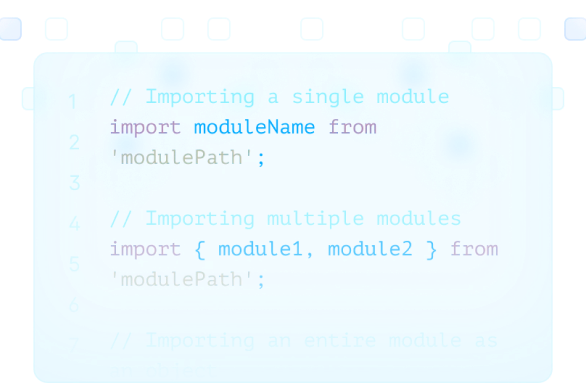 1
// Importing a single module
import moduleName from
2
'modulePath';
3
4
// Importing multiple modules
import { module1, module2 } from
5
'modulePath';
6
7
// Importing an entire module as